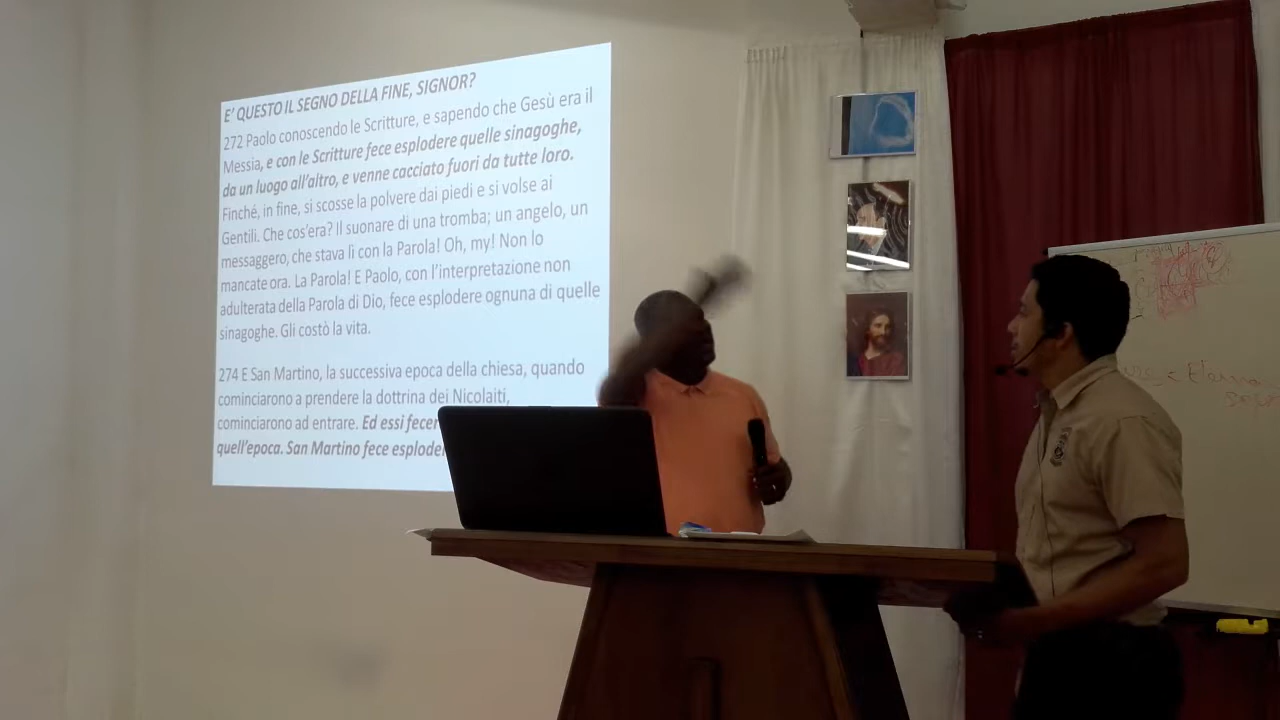 E' QUESTO IL SEGNO DELLA FINE, SIGNOR?
272 Paolo conoscendo le Scritture, e sapendo che Gesù era il
Messia, e con le Scritture fece esplodere quelle sinagoghe,
da un luogo all'altro, e venne cacciato fuori da tutte loro.
Finché, in fine, si scosse la polvere dai piedi e si volse ai
Gentili. Che cos'era? Il suonare di una tromba; un angelo, un
messaggero, che stava lì con la Parola! Oh, my! Non lo
mancate ora. La Parola! E Paolo, con l'interpretazione non
adulterata della Parola di Dio, fece esplodere ognuna di quelle
sinagoghe. Gli costò la vita.
274 E San Martino, la successiva epoca della chiesa, quando
cominciarono a prendere la dottrina dei Nicolaiti,
cominciarono ad entrare. Ed essi fecer
quell'epoca. San Martino fece esplode